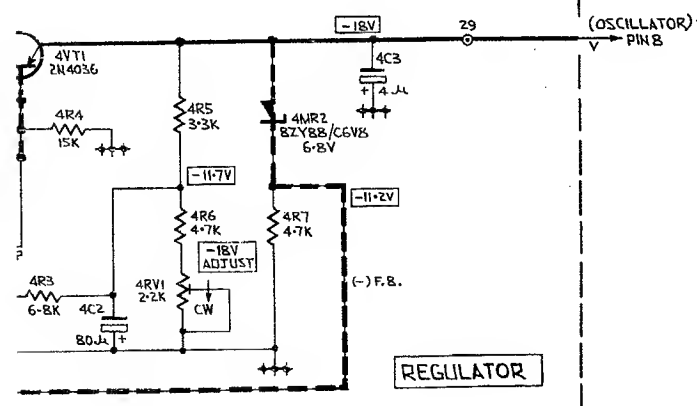 -18V
29
(OSCILLATOR)
V
PIN 8
4VT1
2N4036
4C3
+ 4µ
4R5
3·3K
4MR2
BZY88/C6V8
6·8V
4R4
15K
-11·7V
-11·2V
4R6
4·7K
4R7
4·7K
-18V
ADJUST
(-) F.B.
4R3
6·8K
4RV1
2·2K
CW
4C2
80µ +
REGULATOR